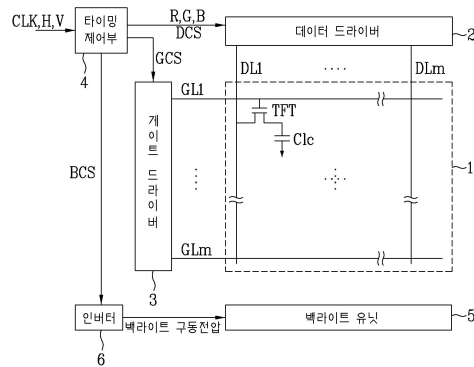 CLK,H,V
타이밍
제어부
4
R,G,B
DCS
GCS
데이터 드라이버
2
DL1
DLm
GL1
TFT
Clc
1
게이트 드라이버
BCS
GLm
3
인버터
6
백라이트 구동전압
백라이트 유닛
5